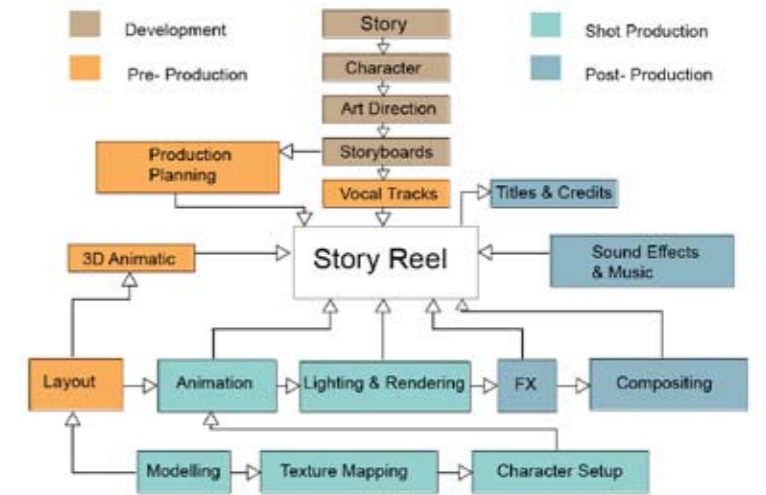 Story
Development
Shot Production
Character
Pre- Production
Post- Production
Art Direction
Production
Planning
Storyboards
Vocal Tracks
Titles & Credits
3D Animatic
Story Reel
Sound Effects
& Music
Layout
Animation
Lighting & Rendering
FX
Compositing
Modelling
Texture Mapping
Character Setup